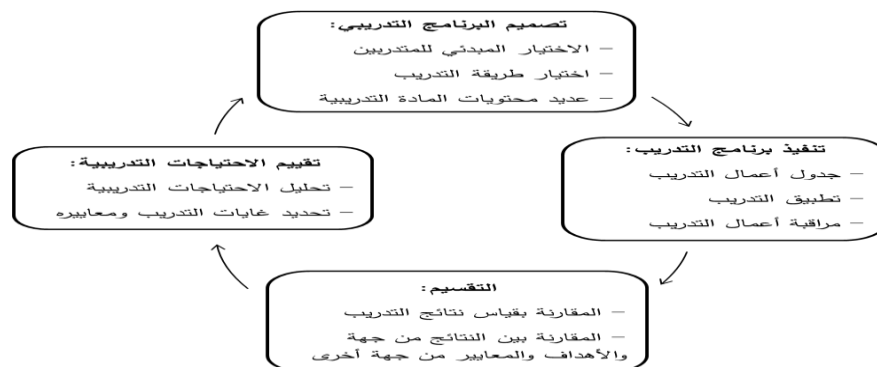 تصميم البرنامج التدريبي:
– الاختيار المبدئي للمتدربين
– اختيار طريقة التدريب
– عديد محتويات المادة التدريبية
تنفيذ برنامج التدريب:
– جدول أعمال التدريب
– تطبيق التدريب
– مراقبة أعمال التدريب
التقسيم:
– المقارنة بقياس نتائج التدريب
– المقارنة بين النتائج من جهة
والأهداف والمعايير من جهة أخرى
تقييم الاحتياجات التدريبية:
– تحليل الاحتياجات التدريبية
– تحديد غايات التدريب ومعاييره